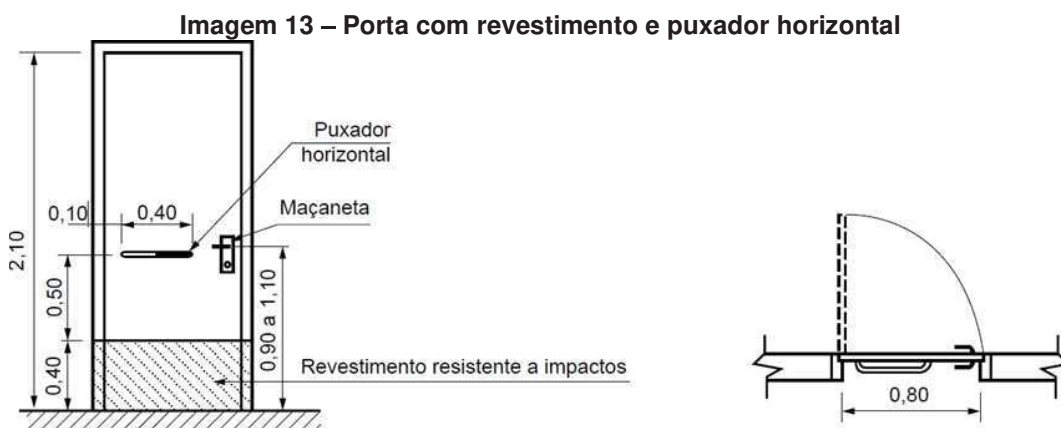 Imagem 13 – Porta com revestimento e puxador horizontal
Puxador
horizontal
0,10
0,40
Maçaneta
2,10
0,50
0,90 a 1,10
0,40
Revestimento resistente a impactos
0,80